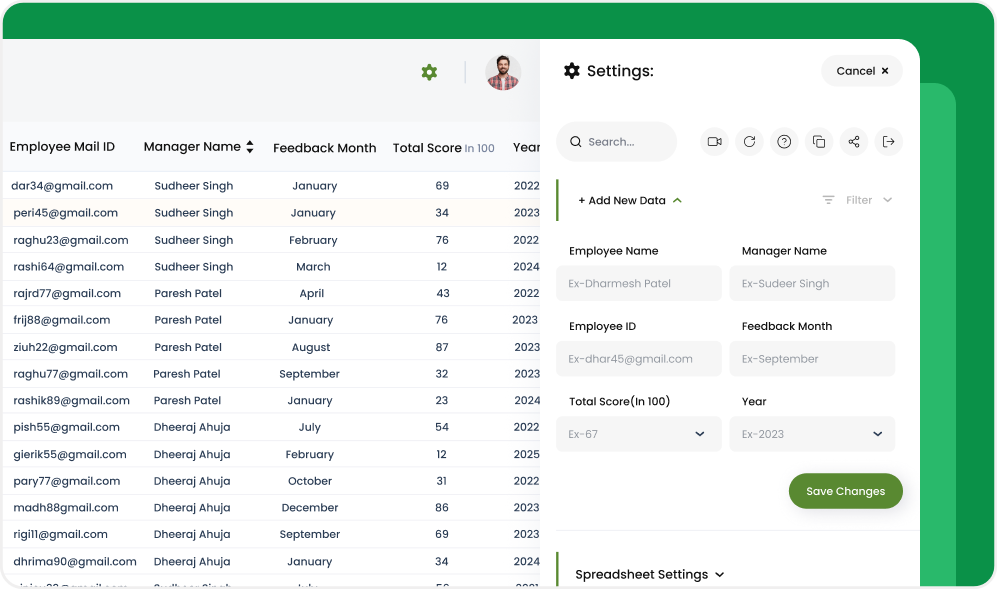 Settings:
Cancel ×
Employee Mail ID Manager Name Feedback Month Total Score In 100 Year
dar34@gmail.com Sudheer Singh January 69 2022
peri45@gmail.com Sudheer Singh January 34 2023
raghu23@gmail.com Sudheer Singh February 76 2022
rashi64@gmail.com Sudheer Singh March 12 2024
rajrd77@gmail.com Paresh Patel April 43 2022
frij88@gmail.com Paresh Patel January 76 2023
ziuh22@gmail.com Paresh Patel August 87 2023
raghu77@gmail.com Paresh Patel September 32 2023
rashik89@gmail.com Paresh Patel January 23 2024
pish55@gmail.com Dheeraj Ahuja July 54 2022
gierik55@gmail.com Dheeraj Ahuja February 12 2025
pary77@gmail.com Dheeraj Ahuja October 31 2022
madh88gmail.com Dheeraj Ahuja December 86 2023
rigi11@gmail.com Dheeraj Ahuja September 69 2023
dhrima90@gmail.com Dheeraj Ahuja January 34 2024
Search...
+ Add New Data
Filter
Employee Name Manager Name
Ex-Dharmesh Patel Ex-Sudeer Singh
Employee ID Feedback Month
Ex-dhar45@gmail.com Ex-September
Total Score(In 100) Year
Ex-67 Ex-2023
Save Changes
Spreadsheet Settings